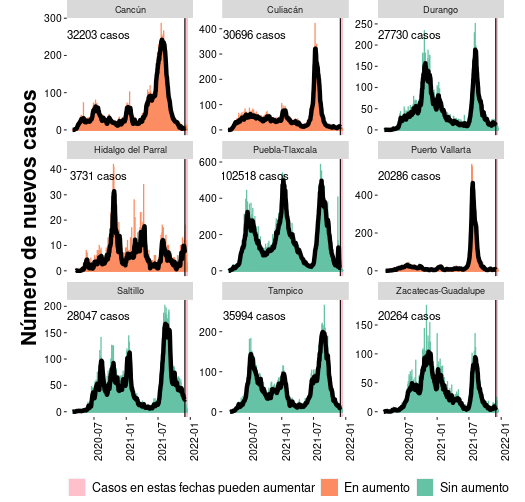 Cancún
Culiacán
Durango
300
200
100
0
32203 casos
400
300
200
100
0
30696 casos
250
200
150
100
50
0
27730 casos
Hidalgo del Parral
Puebla-Tlaxcala
Puerto Vallarta
40
30
20
10
0
3731 casos
600
400
200
0
102518 casos
400
200
0
20286 casos
Saltillo
Tampico
Zacatecas-Guadalupe
200
150
100
50
0
28047 casos
200
100
0
35994 casos
150
100
50
0
20264 casos
Número de nuevos casos
2020-07
2021-01
2021-07
2022-01
2020-07
2021-01
2021-07
2022-01
2020-07
2021-01
2021-07
2022-01
Casos en estas fechas pueden aumentar
En aumento
Sin aumento